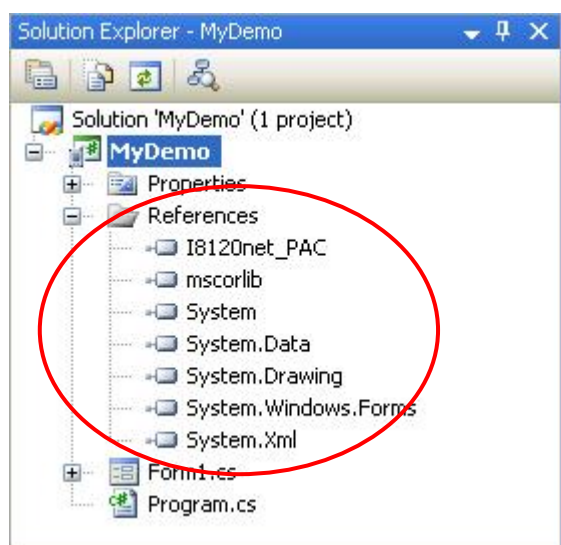 Solution Explorer - MyDemo
Solution 'MyDemo' (1 project)
MyDemo
Properties
References
I8120net_PAC
mscorlib
System
System.Data
System.Drawing
System.Windows.Forms
System.Xml
Form1.cs
Program.cs